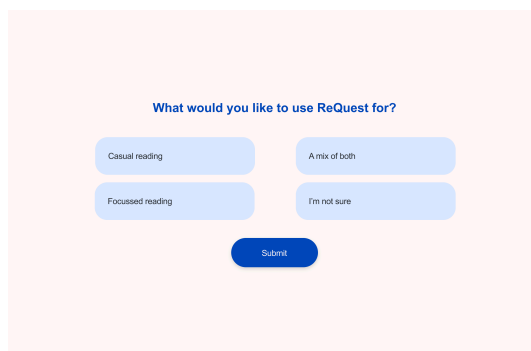 What would you like to use ReQuest for?
Casual reading
A mix of both
Focussed reading
I'm not sure
Submit